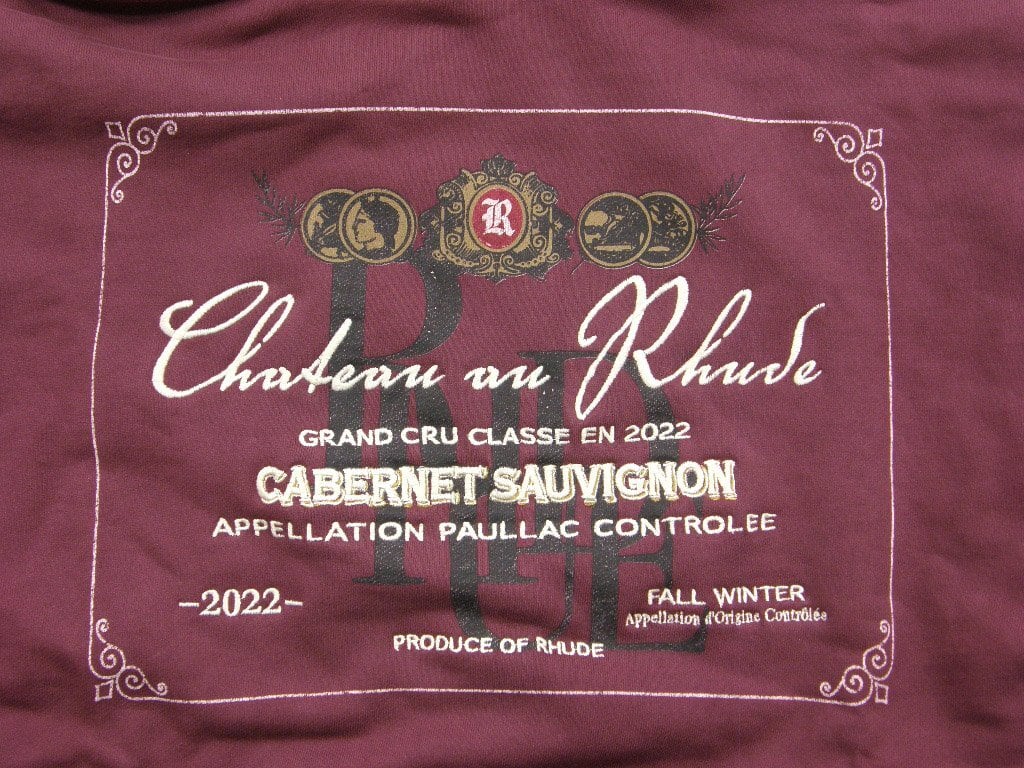 R
Chateau au Rhude
GRAND CRU CLASSE EN 2022
CABERNET SAUVIGNON
APPELLATION PAULLAC CONTROLEE
-2022-
FALL WINTER
Appellation d'Origine Contrôlée
PRODUCE OF RHUDE
RHUDE